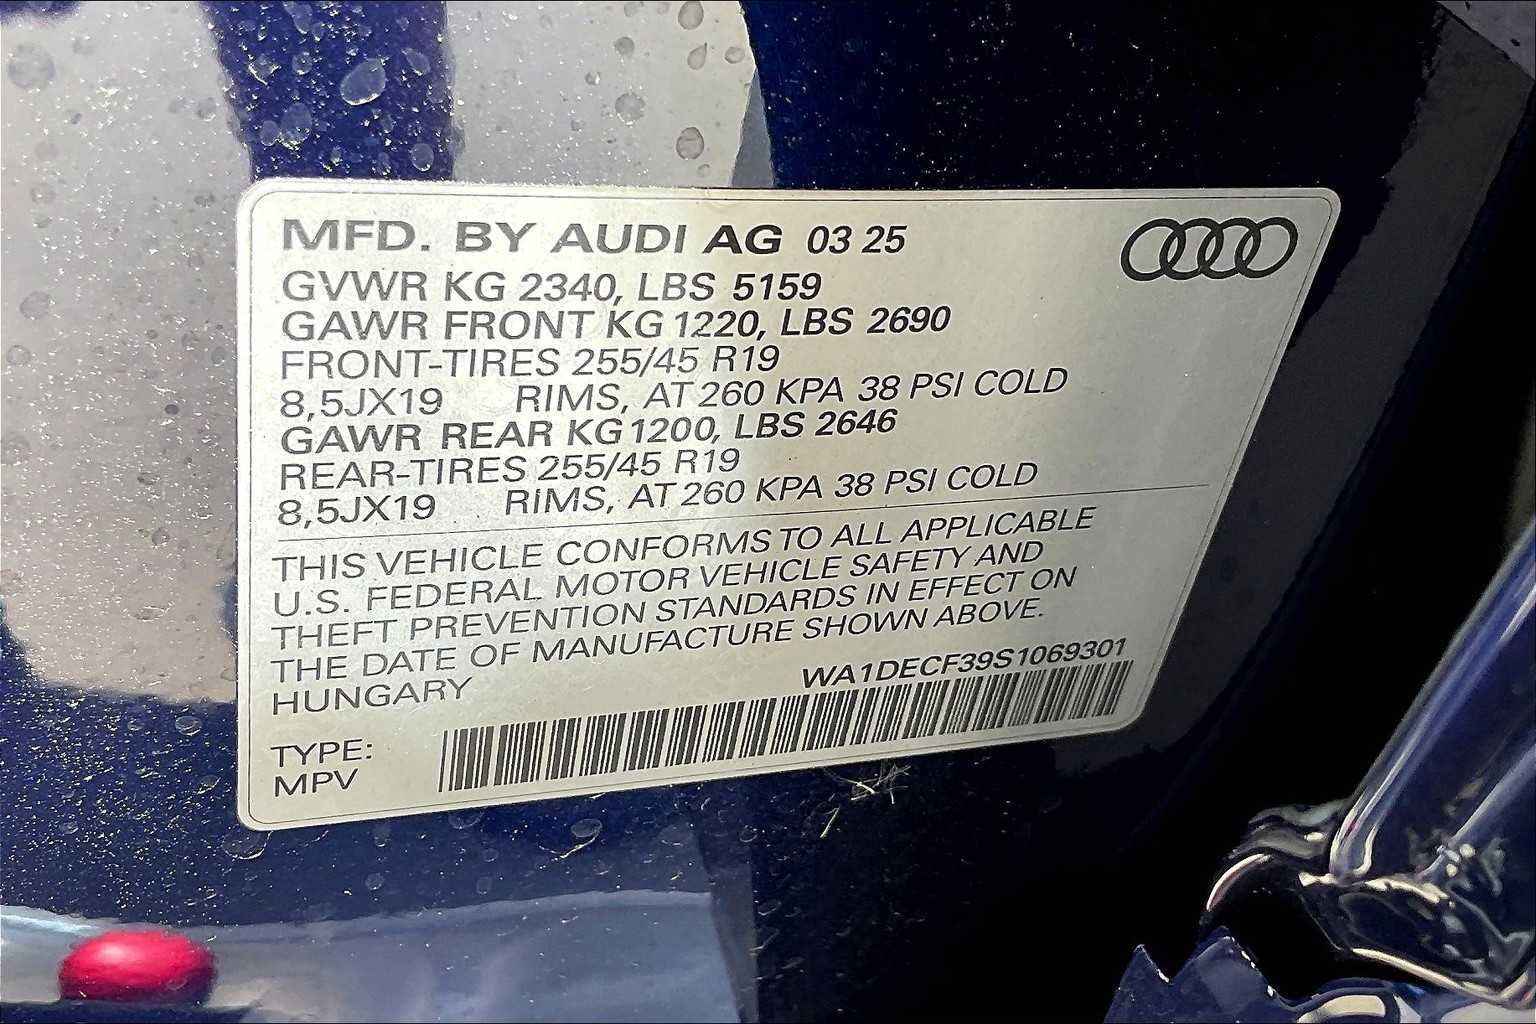 MFD. BY AUDI AG 03 25
GVWR KG 2340, LBS 5159
GAWR FRONT KG 1220, LBS 2690
FRONT-TIRES 255/45 R19
8,5JX19 RIMS, AT 260 KPA 38 PSI COLD
GAWR REAR KG 1200, LBS 2646
REAR-TIRES 255/45 R19
8,5JX19 RIMS, AT 260 KPA 38 PSI COLD
THIS VEHICLE CONFORMS TO ALL APPLICABLE
U.S. FEDERAL MOTOR VEHICLE SAFETY AND
THEFT PREVENTION STANDARDS IN EFFECT ON
THE DATE OF MANUFACTURE SHOWN ABOVE.
HUNGARY
WA1DECF39S1069301
TYPE:
MPV